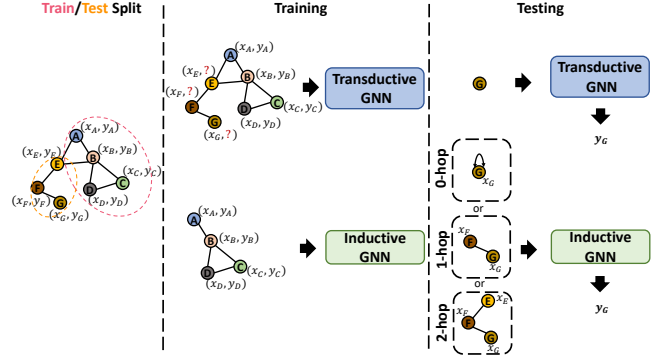 Train/Test Split
Training
Testing
(x_A, y_A)
A
(x_E, y_E)
(x_B, y_B)
E
B
(x_C, y_C)
F
D
C
(x_F, y_F)
G
(x_D, y_D)
(x_G, y_G)
(x_A, y_A)
A
(x_E, ?)
(x_B, y_B)
E
B
(x_F, ?)
F
D
C
(x_C, y_C)
G
(x_D, y_D)
(x_G, ?)
Transductive
GNN
(x_A, y_A)
A
(x_B, y_B)
B
D
C
(x_C, y_C)
(x_D, y_D)
Inductive
GNN
G
Transductive
GNN
y_G
0-hop
G
x_G
or
1-hop
x_F
F
G
x_G
or
2-hop
E
x_E
x_F
F
G
x_G
Inductive
GNN
y_G